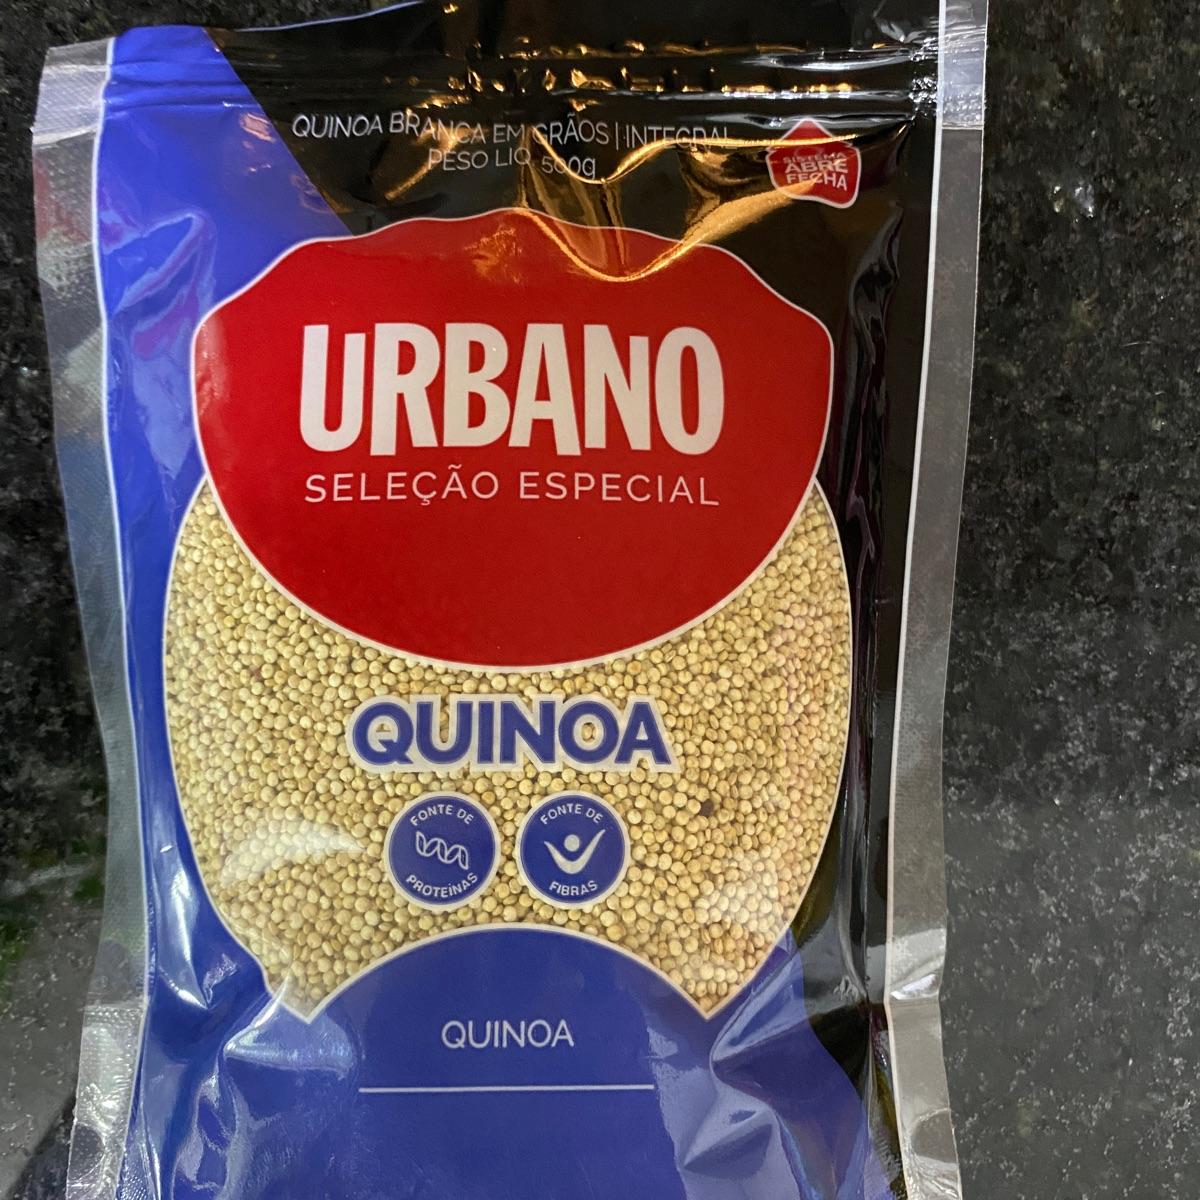 QUINOA BRANCA EM GRÃOS | INTEGRAL
PESO LIQ 500g
SISTEMA
ABRE
FECHA
URBANO
SELEÇÃO ESPECIAL
QUINOA
FONTE DE
PROTEÍNAS
FONTE DE
FIBRAS
QUINOA